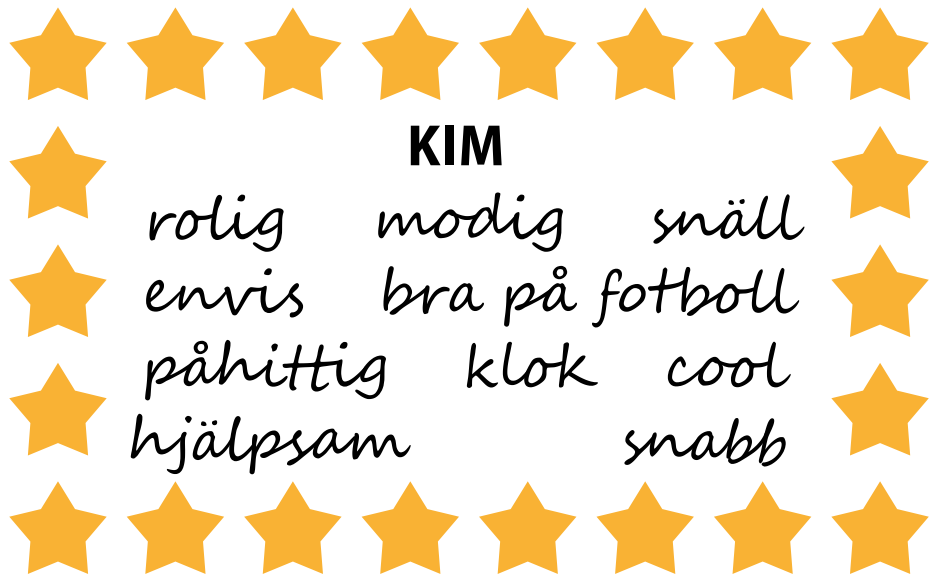 KIM
rolig modig snäll
envis bra på fotboll
påhittig klok cool
hjälpsam snabb